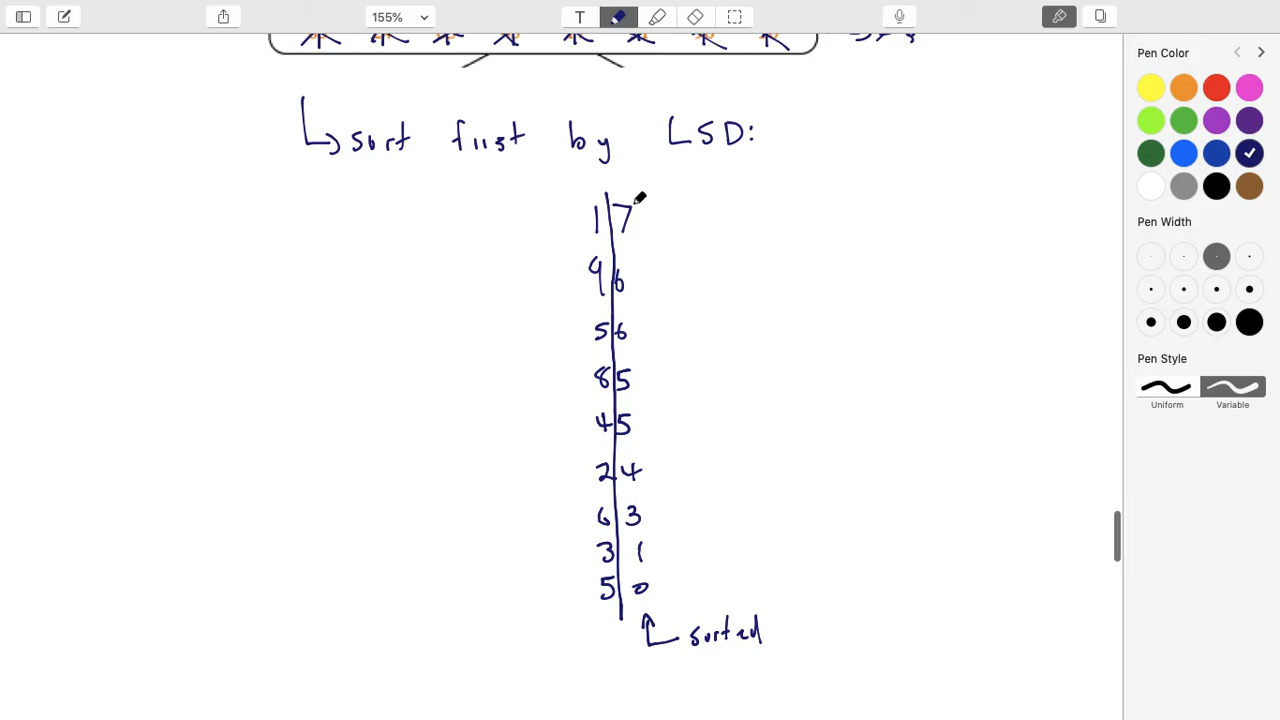 155%
T
Pen Color
sort first by LSD:
17
96
56
85
45
24
63
31
50
sorted
Pen Width
Pen Style
Uniform
Variable